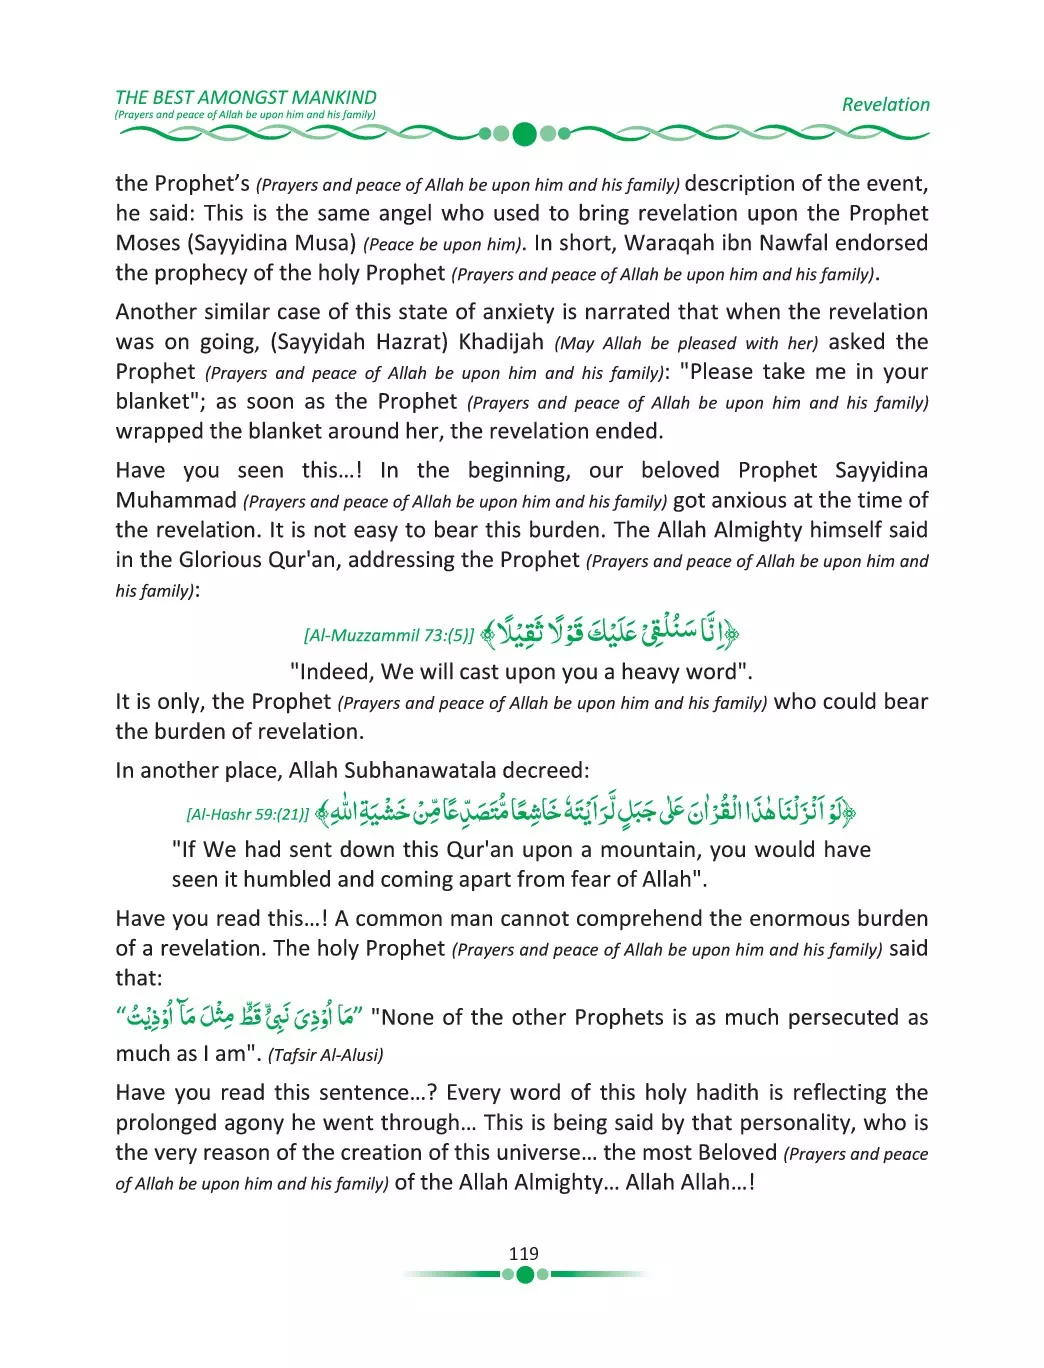 THE BEST AMONGST MANKIND
(Prayers and peace of Allah be upon him and his family)
Revelation
the Prophet’s (Prayers and peace of Allah be upon him and his family) description of the event,
he said: This is the same angel who used to bring revelation upon the Prophet
Moses (Sayyidina Musa) (Peace be upon him). In short, Waraqah ibn Nawfal endorsed
the prophecy of the holy Prophet (Prayers and peace of Allah be upon him and his family).
Another similar case of this state of anxiety is narrated that when the revelation
was on going, (Sayyidah Hazrat) Khadijah (May Allah be pleased with her) asked the
Prophet (Prayers and peace of Allah be upon him and his family): "Please take me in your
blanket"; as soon as the Prophet (Prayers and peace of Allah be upon him and his family)
wrapped the blanket around her, the revelation ended.
Have you seen this…! In the beginning, our beloved Prophet Sayyidina
Muhammad (Prayers and peace of Allah be upon him and his family) got anxious at the time of
the revelation. It is not easy to bear this burden. The Allah Almighty himself said
in the Glorious Qur'an, addressing the Prophet (Prayers and peace of Allah be upon him and
his family):
﴿اِنَّا سَنُلْقِیْ عَلَیْكَ قَوْلًا ثَقِیْلًا﴾ [Al-Muzzammil 73:(5)]
"Indeed, We will cast upon you a heavy word".
It is only, the Prophet (Prayers and peace of Allah be upon him and his family) who could bear
the burden of revelation.
In another place, Allah Subhanawatala decreed:
﴿لَوْ اَنْزَلْنَا هٰذَا الْقُرْاٰنَ عَلٰی جَبَلٍ لَّرَاَیْتَهٗ خَاشِعًا مُّتَصَدِّعًا مِّنْ خَشْیَةِ اللّٰهِ﴾ [Al-Hashr 59:(21)]
"If We had sent down this Qur'an upon a mountain, you would have
seen it humbled and coming apart from fear of Allah".
Have you read this…! A common man cannot comprehend the enormous burden
of a revelation. The holy Prophet (Prayers and peace of Allah be upon him and his family) said
that:
“مَا اُوْذِیَ نَبِیٌّ قَطُّ مِثْلَ مَاۤ اُوْذِیْتُ” "None of the other Prophets is as much persecuted as
much as I am". (Tafsir Al-Alusi)
Have you read this sentence…? Every word of this holy hadith is reflecting the
prolonged agony he went through… This is being said by that personality, who is
the very reason of the creation of this universe… the most Beloved (Prayers and peace
of Allah be upon him and his family) of the Allah Almighty… Allah Allah…!
119